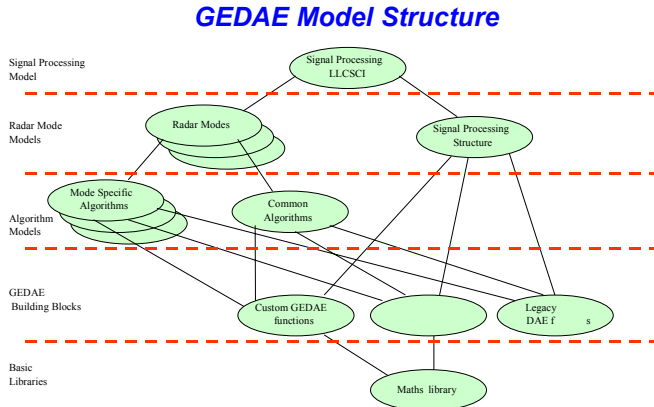 GEDAE Model Structure
Signal Processing
Model
Signal Processing
LLCSCI
Radar Mode
Models
Radar Modes
Signal Processing
Structure
Mode Specific
Algorithms
Common
Algorithms
Algorithm
Models
GEDAE
Building Blocks
Custom GEDAE
functions
Legacy
DAE f s
Basic
Libraries
Maths library